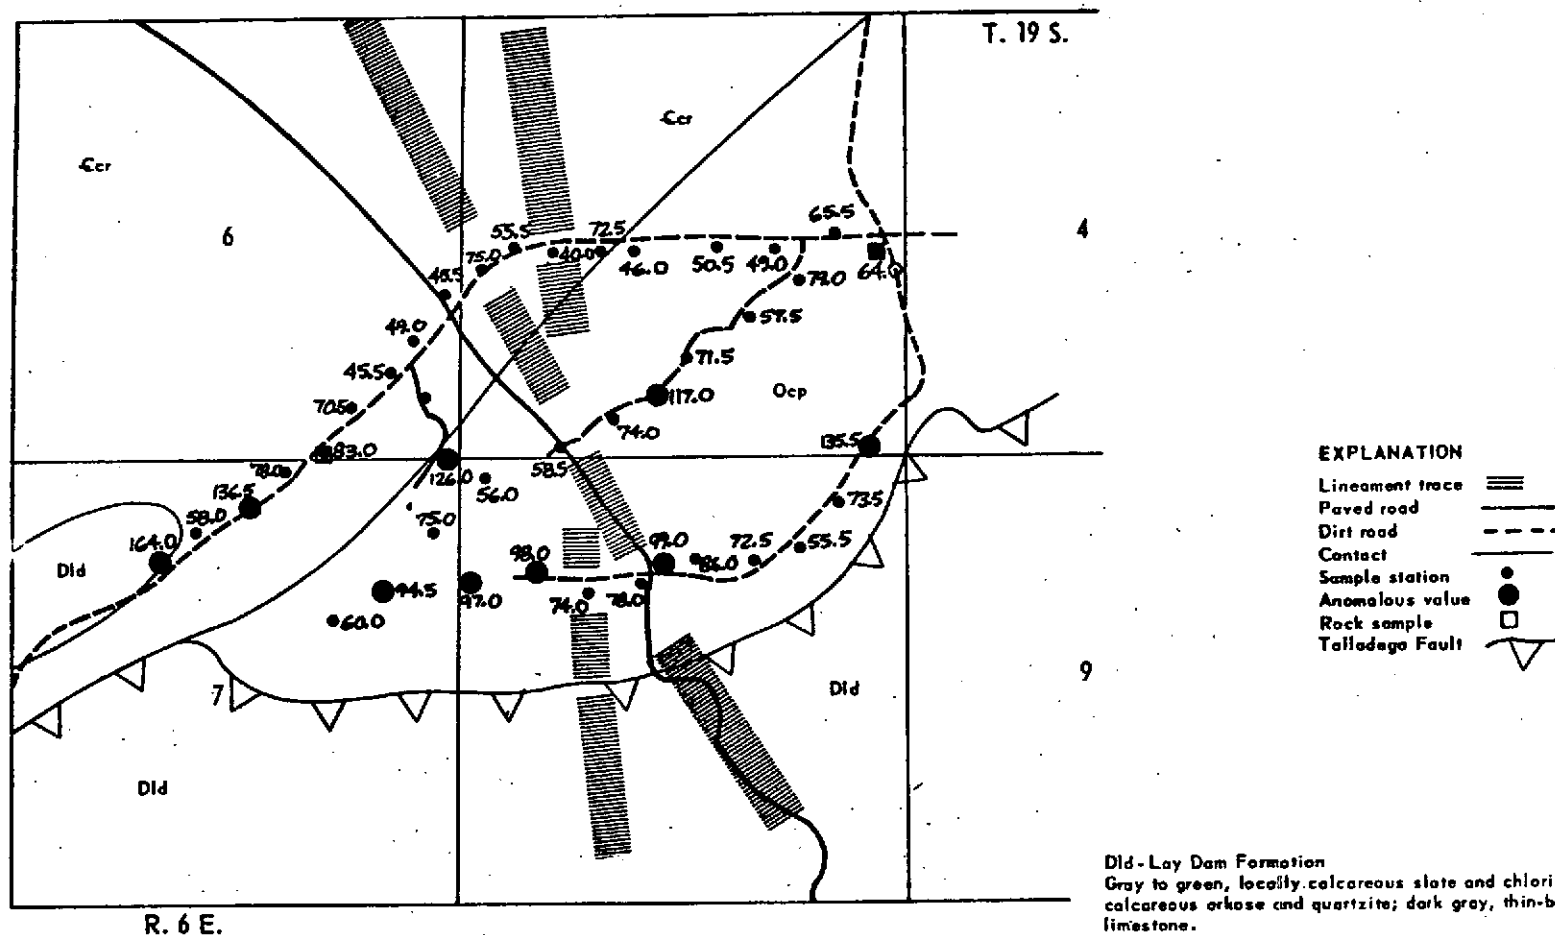 T. 19 S.
Ꞓcr
Ꞓcr
6
4
65.5
53.5
72.5
75.0
40.0
46.0
50.5
49.0
64.0
79.0
57.5
49.0
71.5
45.5
Ocp
70.5
117.0
74.0
135.5
83.0
78.0
58.5
126.0
56.0
136.5
73.5
58.0
75.0
164.0
98.0
99.0
86.0
72.5
55.5
Dld
94.5
97.0
74.0
78.0
60.0
7
Dld
9
Dld
R. 6 E.
EXPLANATION
Lineament trace
Paved road
Dirt road
Contact
Sample station
Anomalous value
Rock sample
Talladega Fault
Dld - Lay Dam Formation
Gray to green, locally calcareous slate and chlori
calcareous arkose and quartzite; dark gray, thin-b
limestone.